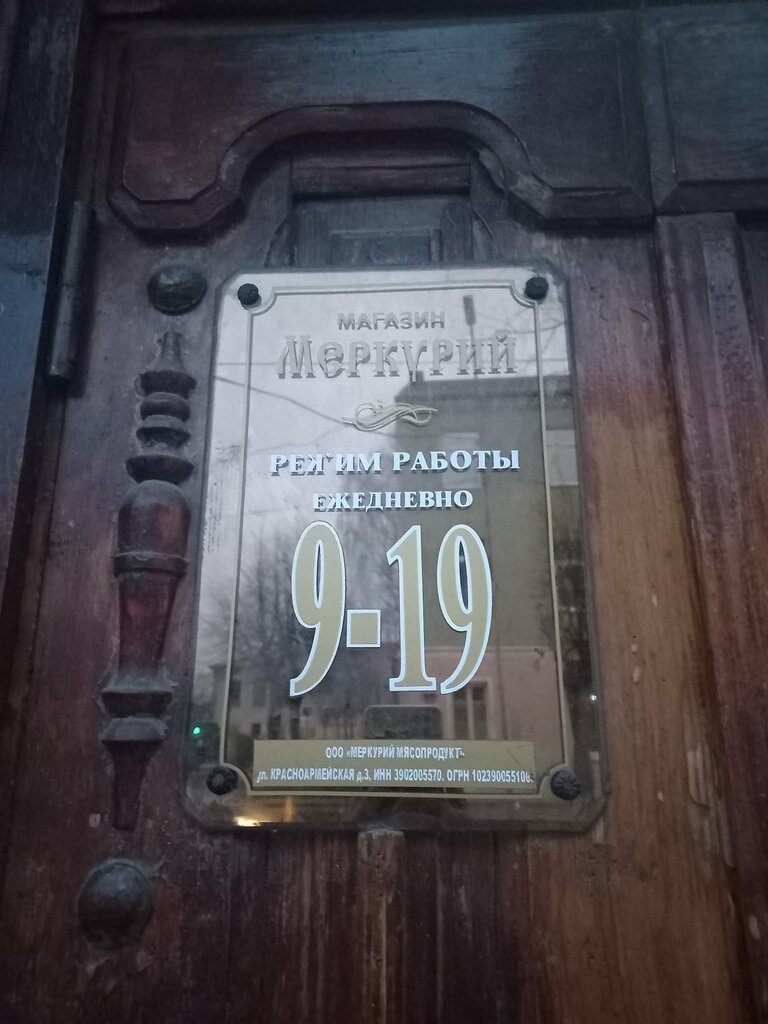 МАГАЗИН
МЕРКУРИЙ
РЕЖИМ РАБОТЫ
ЕЖЕДНЕВНО
9-19
ООО «МЕРКУРИЙ МЯСОПРОДУКТ»
ул. КРАСНОАРМЕЙСКАЯ д.3, ИНН 3902005570, ОГРН